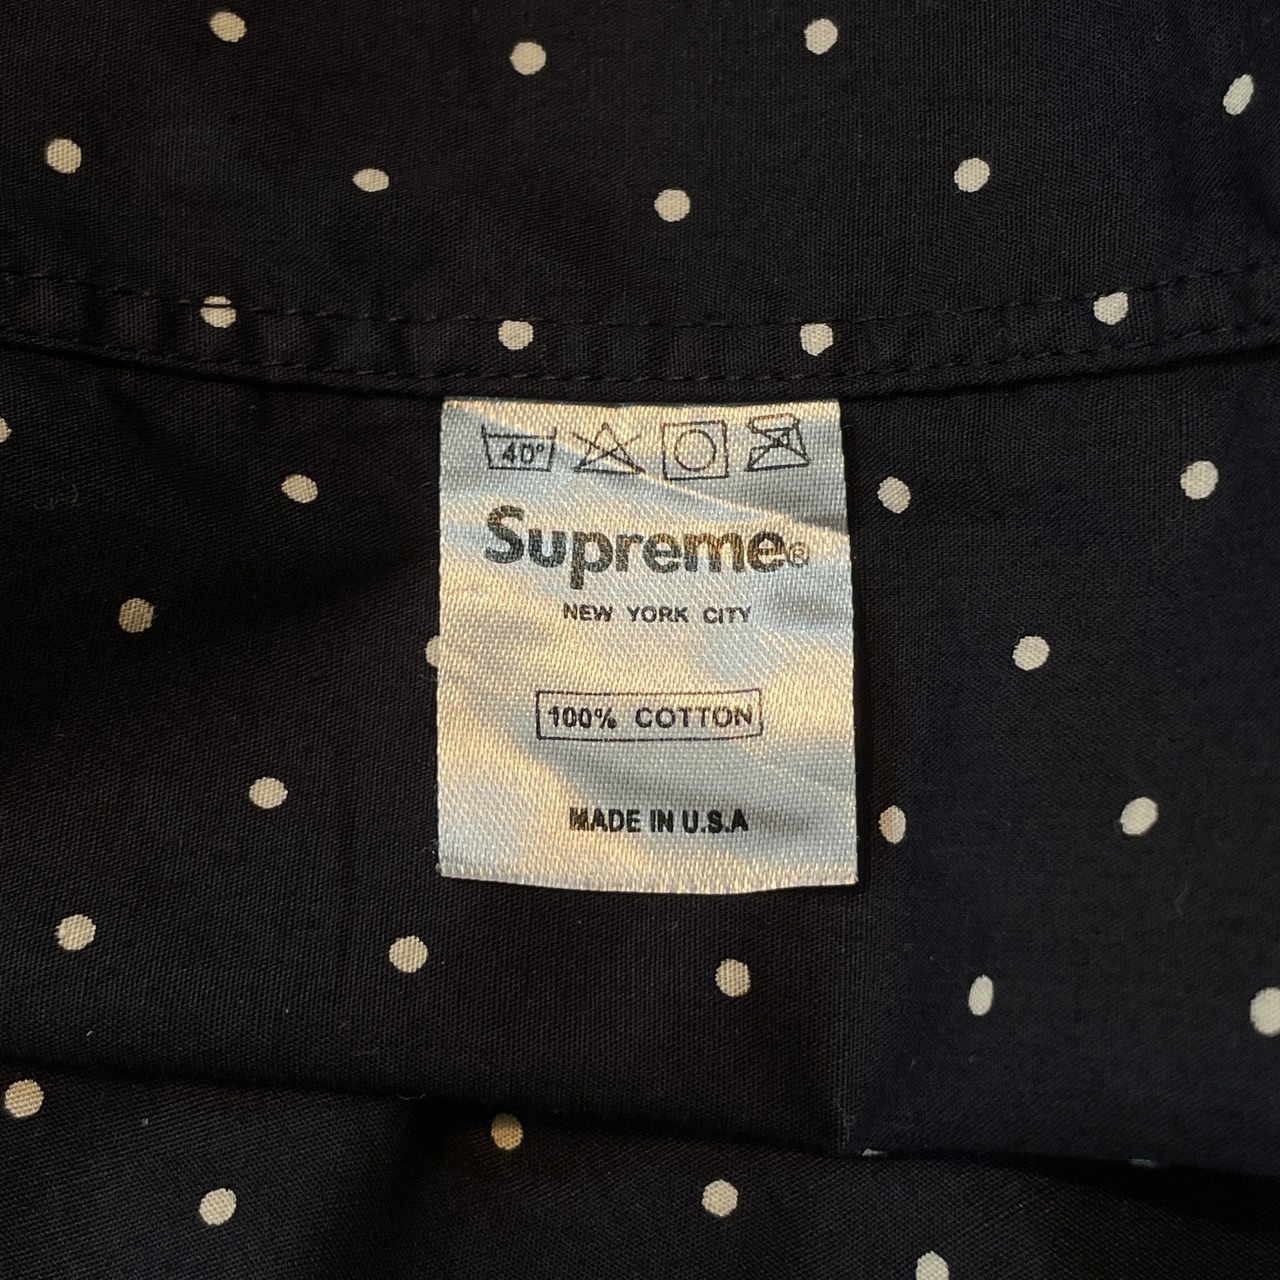 40°
Supreme®
NEW YORK CITY
100% COTTON
MADE IN U.S.A